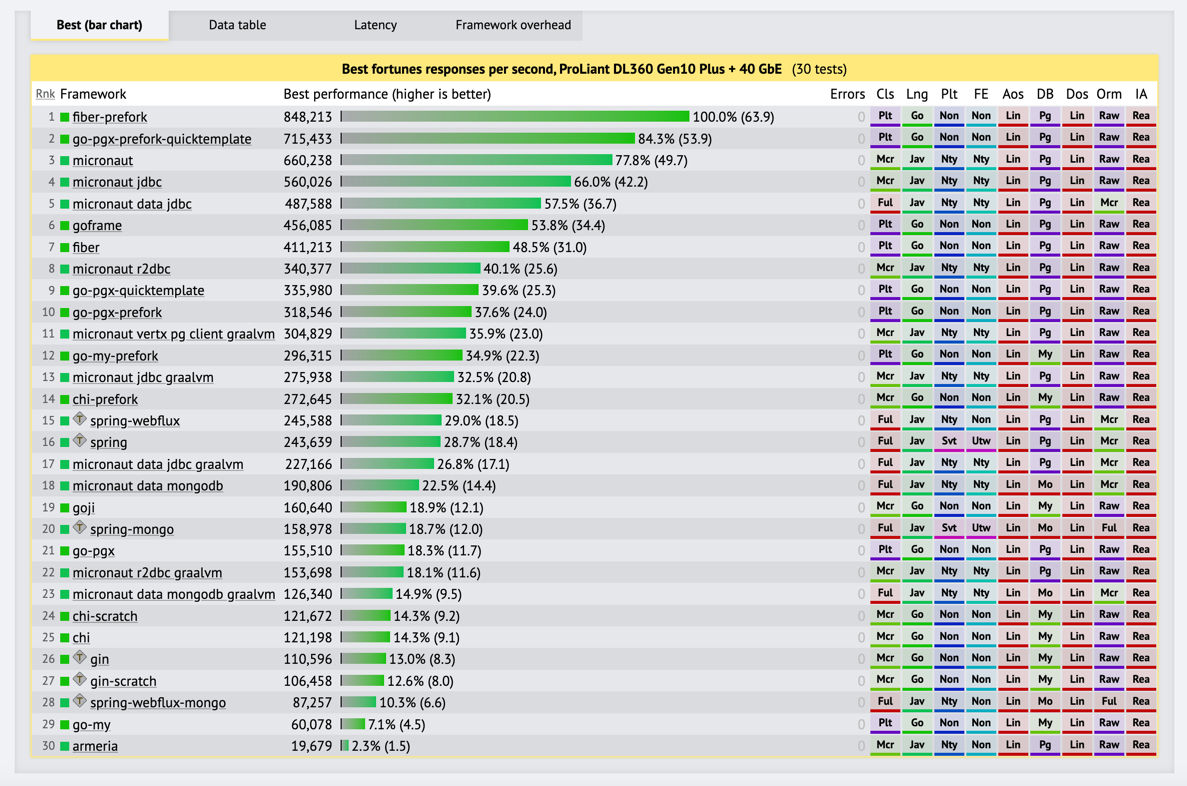 Best (bar chart) Data table Latency Framework overhead
Best fortunes responses per second, ProLiant DL360 Gen10 Plus + 40 GbE (30 tests)
Rnk Framework Best performance (higher is better) Errors Cls Lng Plt FE Aos DB Dos Orm IA
1 fiber-prefork 848,213 100.0% (63.9) 0 Plt Go Non Non Lin Pg Lin Raw Rea
2 go-pgx-prefork-quicktemplate 715,433 84.3% (53.9) 0 Plt Go Non Non Lin Pg Lin Raw Rea
3 micronaut 660,238 77.8% (49.7) 0 Mcr Jav Nty Nty Lin Pg Lin Raw Rea
4 micronaut jdbc 560,026 66.0% (42.2) 0 Mcr Jav Nty Nty Lin Pg Lin Raw Rea
5 micronaut data jdbc 487,588 57.5% (36.7) 0 Ful Jav Nty Nty Lin Pg Lin Mcr Rea
6 goframe 456,085 53.8% (34.4) 0 Plt Go Non Non Lin Pg Lin Raw Rea
7 fiber 411,213 48.5% (31.0) 0 Plt Go Non Non Lin Pg Lin Raw Rea
8 micronaut r2dbc 340,377 40.1% (25.6) 0 Mcr Jav Nty Nty Lin Pg Lin Raw Rea
9 go-pgx-quicktemplate 335,980 39.6% (25.3) 0 Plt Go Non Non Lin Pg Lin Raw Rea
10 go-pgx-prefork 318,546 37.6% (24.0) 0 Plt Go Non Non Lin Pg Lin Raw Rea
11 micronaut vertx pg client graalvm 304,829 35.9% (23.0) 0 Mcr Jav Nty Nty Lin Pg Lin Raw Rea
12 go-my-prefork 296,315 34.9% (22.3) 0 Plt Go Non Non Lin My Lin Raw Rea
13 micronaut jdbc graalvm 275,938 32.5% (20.8) 0 Mcr Jav Nty Nty Lin Pg Lin Raw Rea
14 chi-prefork 272,645 32.1% (20.5) 0 Mcr Go Non Non Lin My Lin Raw Rea
15 T spring-webflux 245,588 29.0% (18.5) 0 Ful Jav Nty Non Lin Pg Lin Mcr Rea
16 T spring 243,639 28.7% (18.4) 0 Ful Jav Svt Utw Lin Pg Lin Mcr Rea
17 micronaut data jdbc graalvm 227,166 26.8% (17.1) 0 Ful Jav Nty Nty Lin Pg Lin Mcr Rea
18 micronaut data mongodb 190,806 22.5% (14.4) 0 Ful Jav Nty Nty Lin Mo Lin Mcr Rea
19 goji 160,640 18.9% (12.1) 0 Mcr Go Non Non Lin My Lin Raw Rea
20 T spring-mongo 158,978 18.7% (12.0) 0 Ful Jav Svt Utw Lin Mo Lin Ful Rea
21 go-pgx 155,510 18.3% (11.7) 0 Plt Go Non Non Lin Pg Lin Raw Rea
22 micronaut r2dbc graalvm 153,698 18.1% (11.6) 0 Mcr Jav Nty Nty Lin Pg Lin Raw Rea
23 micronaut data mongodb graalvm 126,340 14.9% (9.5) 0 Ful Jav Nty Nty Lin Mo Lin Mcr Rea
24 chi-scratch 121,672 14.3% (9.2) 0 Mcr Go Non Non Lin My Lin Raw Rea
25 chi 121,198 14.3% (9.1) 0 Mcr Go Non Non Lin My Lin Raw Rea
26 T gin 110,596 13.0% (8.3) 0 Mcr Go Non Non Lin My Lin Raw Rea
27 T gin-scratch 106,458 12.6% (8.0) 0 Mcr Go Non Non Lin My Lin Raw Rea
28 T spring-webflux-mongo 87,257 10.3% (6.6) 0 Ful Jav Nty Non Lin Mo Lin Ful Rea
29 go-my 60,078 7.1% (4.5) 0 Plt Go Non Non Lin My Lin Raw Rea
30 armeria 19,679 2.3% (1.5) 0 Mcr Jav Nty Non Lin Pg Lin Raw Rea